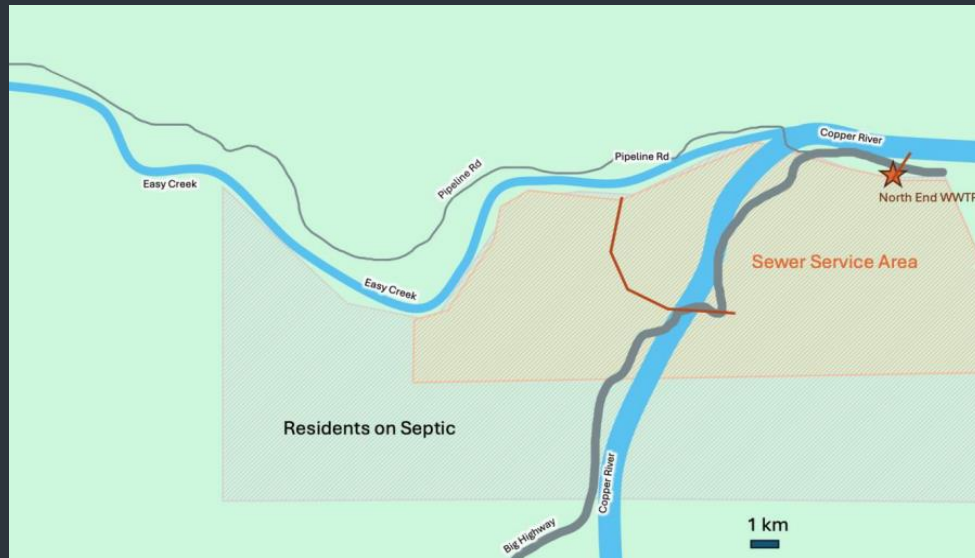 Copper River
Pipeline Rd
Pipeline Rd
Easy Creek
North End WWTP
Sewer Service Area
Easy Creek
Residents on Septic
Copper River
1 km
Big Highway